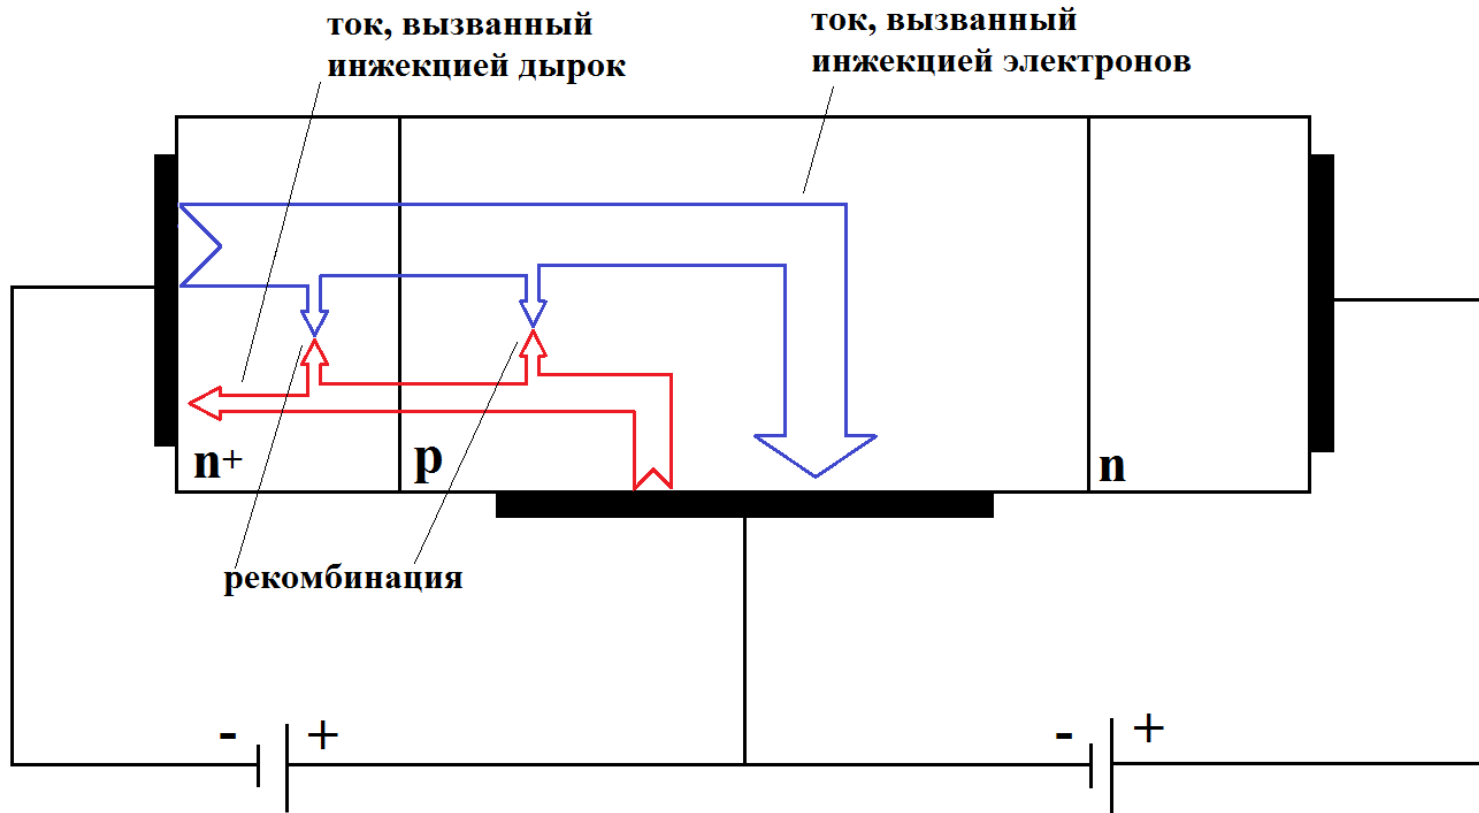 ток, вызванный
инжекцией дырок
ток, вызванный
инжекцией электронов
n+
p
n
рекомбинация
- +
- +